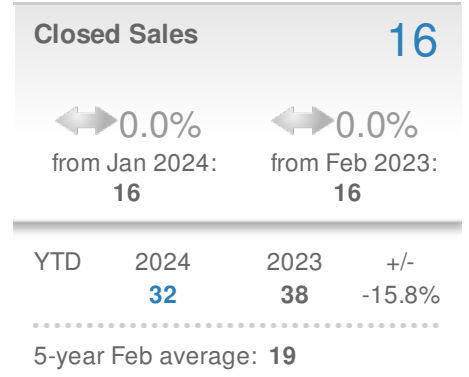 Closed Sales 16
0.0% 0.0%
from Jan 2024: from Feb 2023:
16 16
YTD 2024 2023 +/-
32 38 -15.8%
5-year Feb average: 19